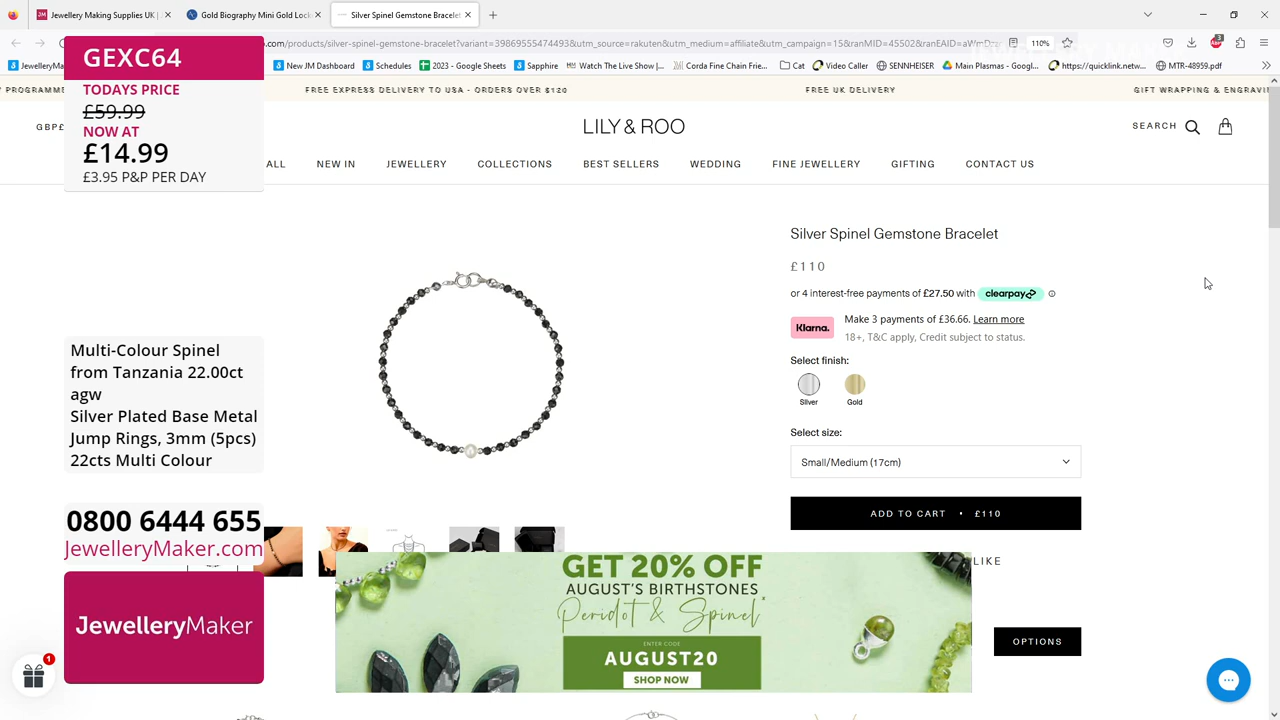 Jewellery Making Supplies UK
Gold Biography Mini Gold Lock
Silver Spinel Gemstone Bracelet
110%
JewelleryMa
New JM Dashboard
Schedules
2023 - Google Sheets
Sapphire
Watch The Live Show |...
Corda Fine Chain Frie...
Cat
Video Caller
SENNHEISER
Main Plasmas - Googl...
https://quicklink.netw...
MTR-48959.pdf
PROGRAMME
FREE EXPRESS DELIVERY TO USA - ORDERS OVER $120
FREE UK DELIVERY
GIFT WRAPPING & ENGRAVING
GBP£
LILY & ROO
SEARCH
ALL
NEW IN
JEWELLERY
COLLECTIONS
BEST SELLERS
WEDDING
FINE JEWELLERY
GIFTING
CONTACT US
GEXC64
TODAYS PRICE
£59.99
NOW AT
£14.99
£3.95 P&P PER DAY
Multi-Colour Spinel
from Tanzania 22.00ct
agw
Silver Plated Base Metal
Jump Rings, 3mm (5pcs)
22cts Multi Colour
0800 6444 655
JewelleryMaker.com
JewelleryMaker
1
Silver Spinel Gemstone Bracelet
£110
or 4 interest-free payments of £27.50 with clearpay
Klarna.
Make 3 payments of £36.66. Learn more
18+, T&C apply, Credit subject to status.
Select finish:
Silver
Gold
Select size:
Small/Medium (17cm)
ADD TO CART • £110
LIKE
OPTIONS
GET 20% OFF
AUGUST'S BIRTHSTONES
Peridot & Spinel*
ENTER CODE
AUGUST20
SHOP NOW